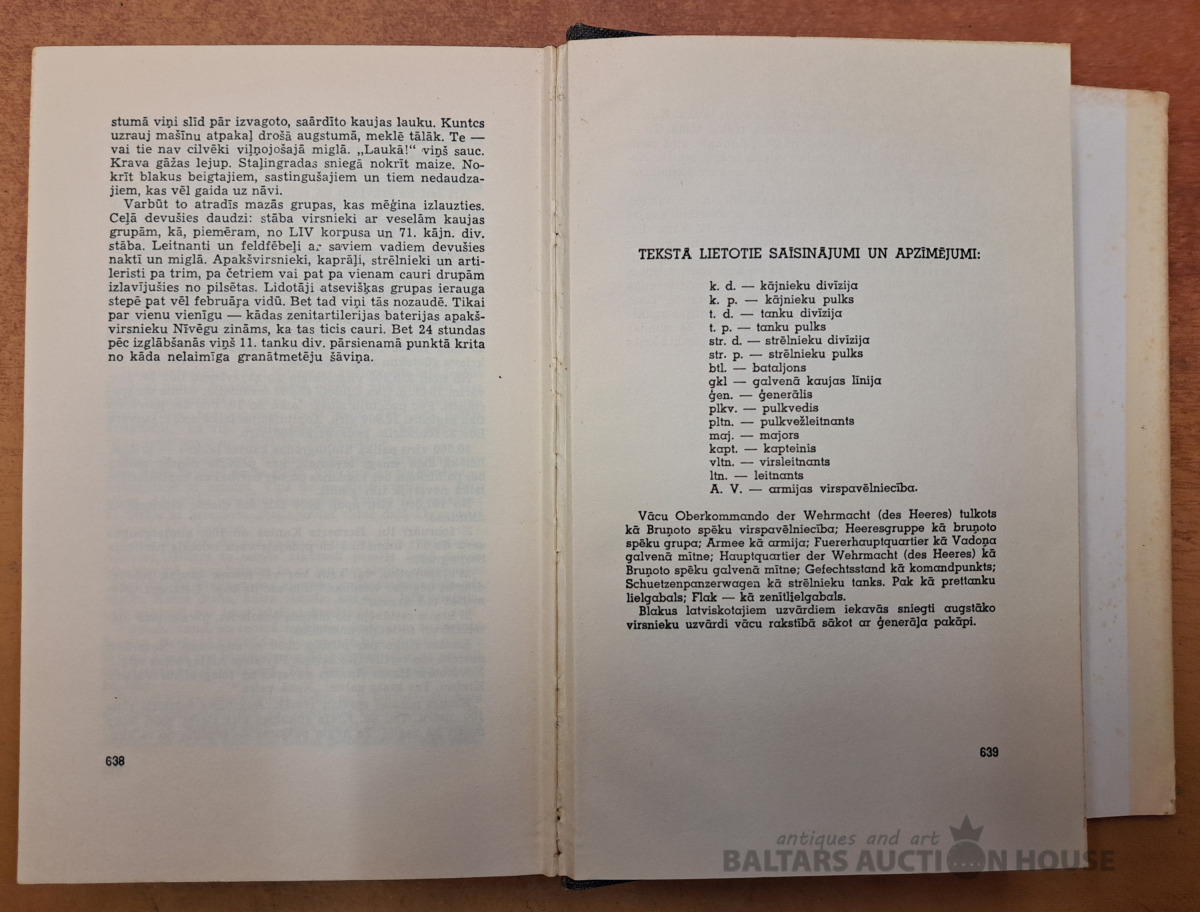 stumā viņi slīd pār izvagoto, saārdīto kaujas lauku. Kuntcs
uzrauj mašīnu atpakaļ drošā augstumā, meklē tālāk. Te —
vai tie nav cilvēki viļņojošajā miglā. „Laukā!“ viņš sauc.
Krava gāžas lejup. Staļingradas sniegā nokrīt maize. No-
krīt blakus beigtajiem, sastingušajiem un tiem nedaudza-
jiem, kas vēl gaida uz nāvi.
Varbūt to atradīs mazās grupas, kas mēģina izlauzties.
Ceļā devušies daudzi: stāba virsnieki ar veselām kaujas
grupām, kā, piemēram, no LIV korpusa un 71. kājn. div.
stāba. Leitnanti un feldfēbeļi ar saviem vadiem devušies
naktī un miglā. Apakšvirsnieki, kaprāļi, strēlnieki un arti-
leristi pa trim, pa četriem vai pat pa vienam cauri drupām
izlavījušies no pilsētas. Lidotāji atsevišķas grupas ierauga
stepē pat vēl februāra vidū. Bet tad viņi tās nozaudē. Tikai
par vienu vienīgu — kādas zenitartilerijas baterijas apakš-
virsnieku Nīvēgu zināms, ka tas ticis cauri. Bet 24 stundas
pēc izglābšanās viņš 11. tanku div. pārsienamā punktā krita
no kāda nelaimīga granātmetēju šāviņa.
638
TEKSTĀ LIETOTIE SAĪSINĀJUMI UN APZĪMĒJUMI:
k. d. — kājnieku divīzija
k. p. — kājnieku pulks
t. d. — tanku divīzija
t. p. — tanku pulks
str. d. — strēlnieku divīzija
str. p. — strēlnieku pulks
btl. — bataljons
gkl — galvenā kaujas līnija
ģen. — ģenerālis
plkv. — pulkvedis
pltn. — pulkvežleitnants
maj. — majors
kapt. — kapteinis
vltn. — virsleitnants
ltn. — leitnants
A. V. — armijas virspavēlniecība.
Vācu Oberkommando der Wehrmacht (des Heeres) tulkots
kā Bruņoto spēku virspavēlniecība; Heeresgruppe kā bruņoto
spēku grupa; Armee kā armija; Fuererhauptquartier kā Vadoņa
galvenā mītne; Hauptquartier der Wehrmacht (des Heeres) kā
Bruņoto spēku galvenā mītne; Gefechtsstand kā komandpunkts;
Schuetzenpanzerwagen kā strēlnieku tanks. Pak kā prettanku
lielgabals; Flak — kā zenītlielgabals.
Blakus latviskotajiem uzvārdiem iekavās sniegti augstāko
virsnieku uzvārdi vācu rakstībā sākot ar ģenerāļa pakāpi.
639
antiques and art
BALTARS AUCTION HOUSE